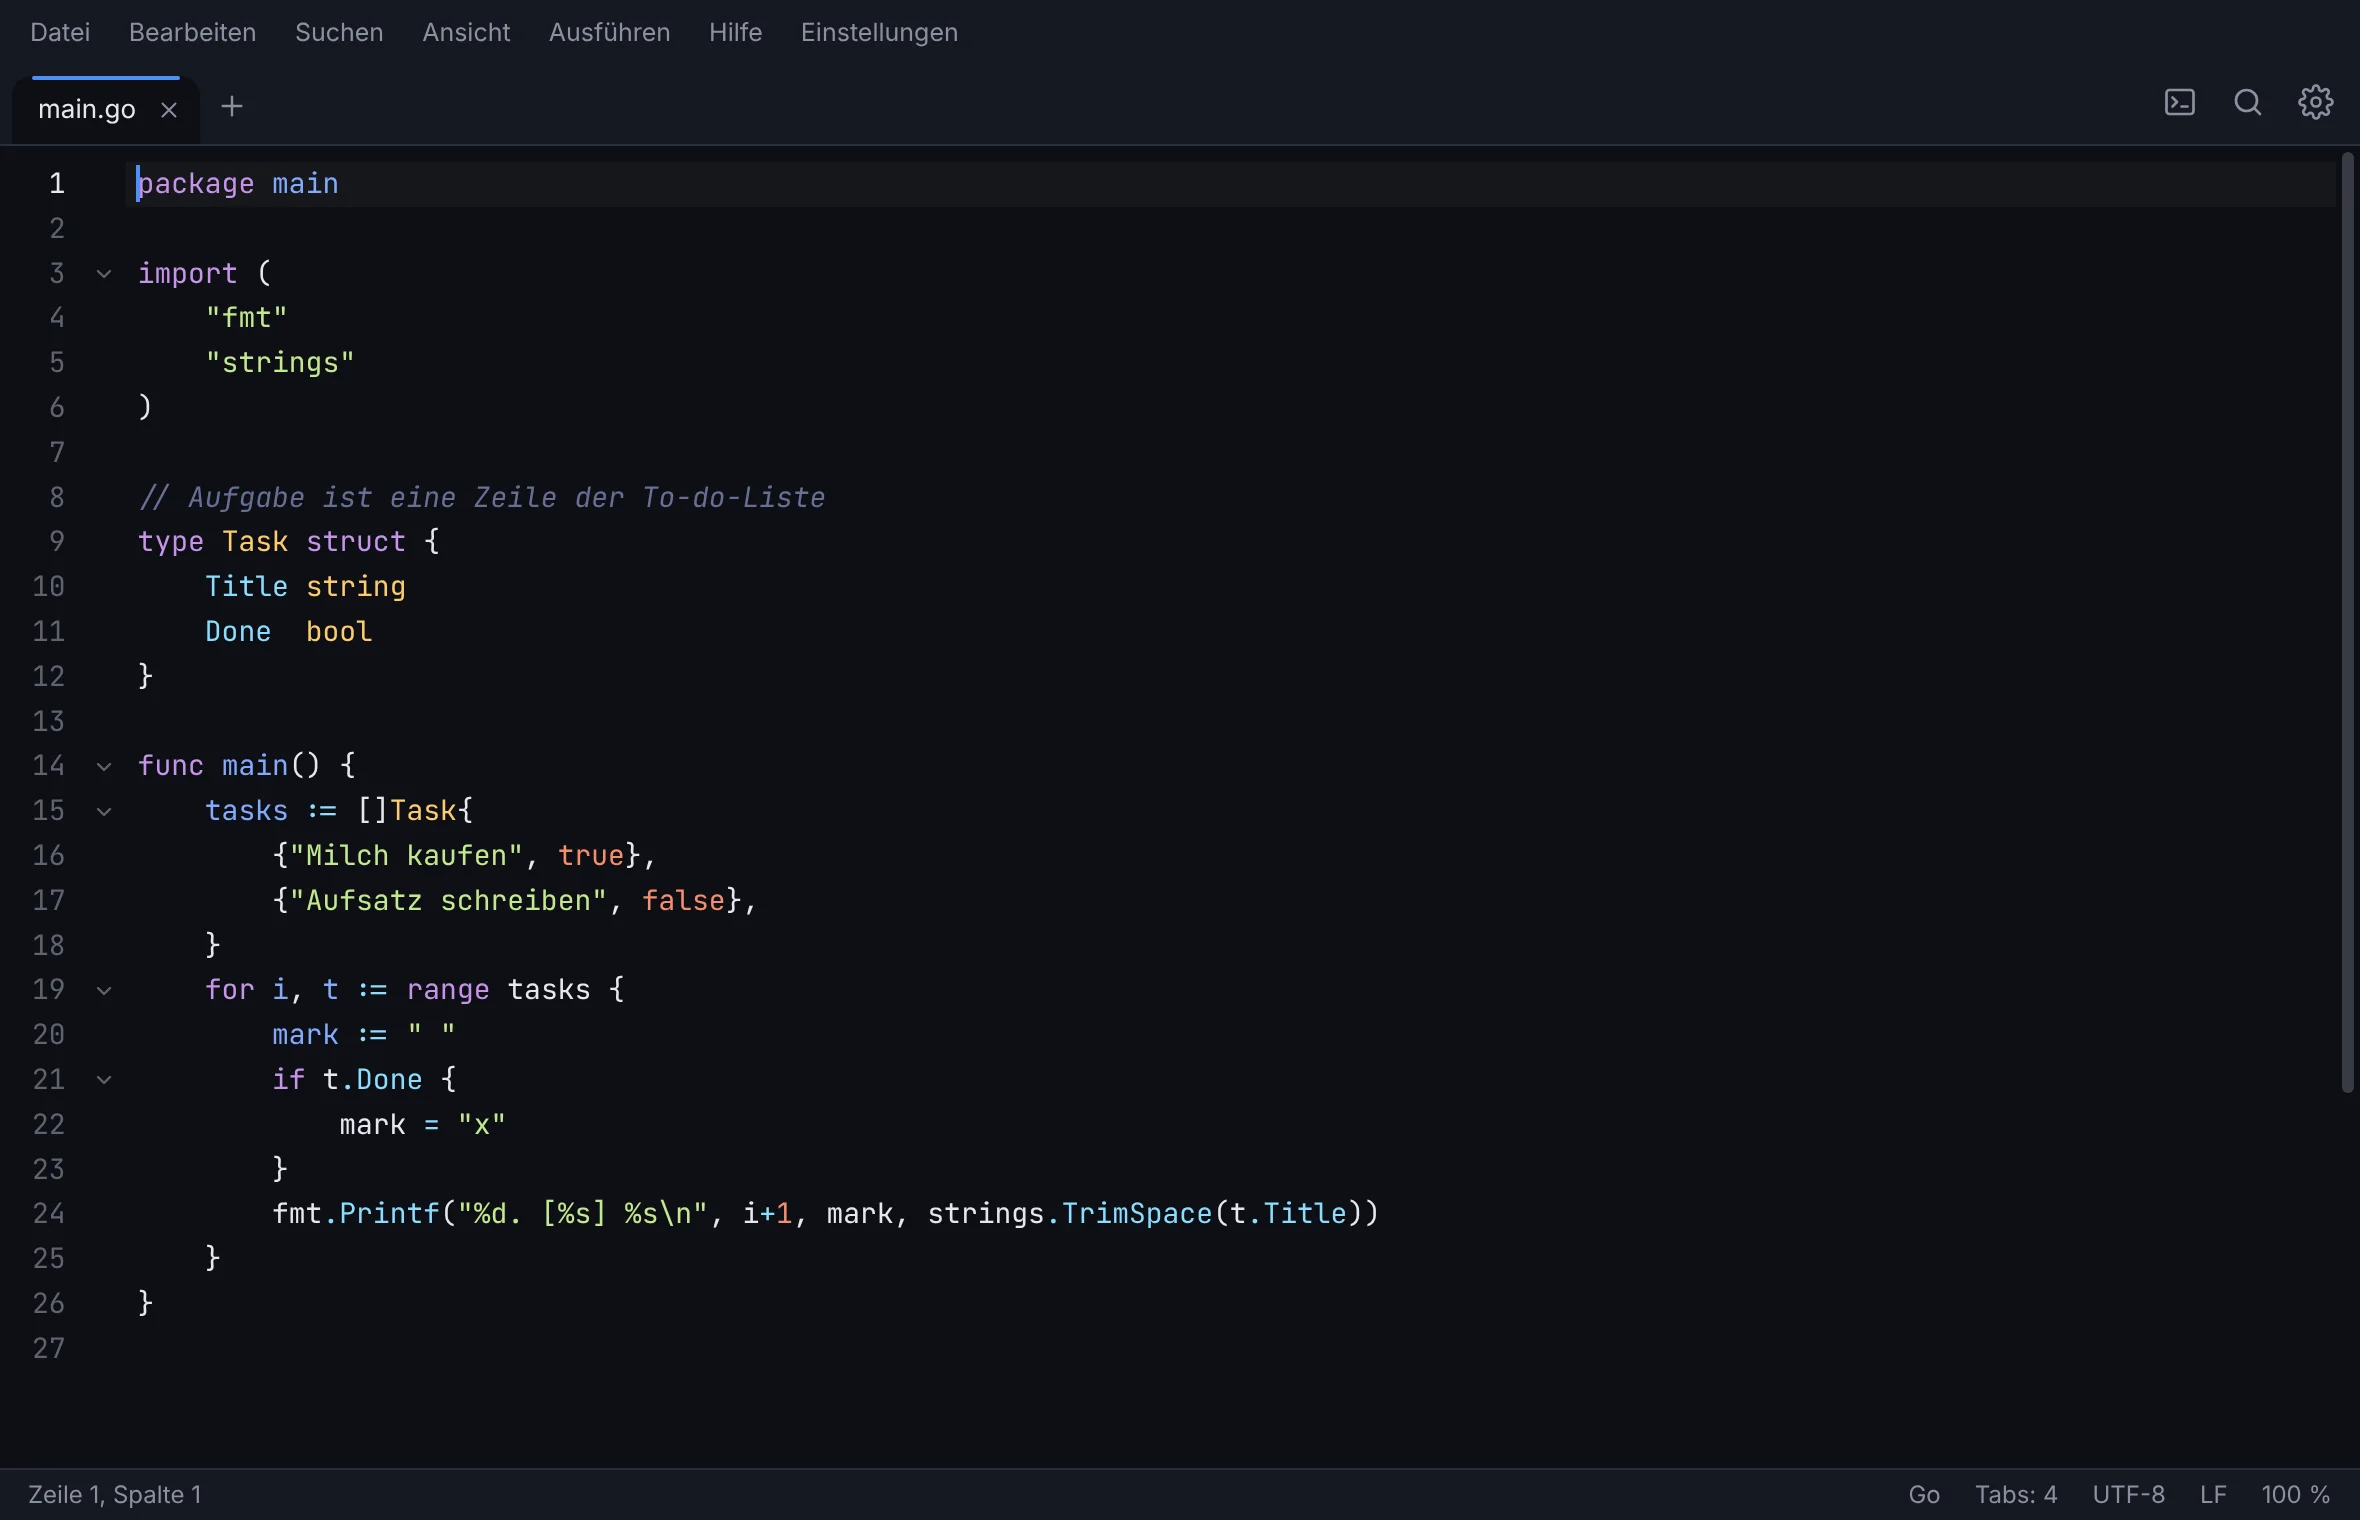 Datei Bearbeiten Suchen Ansicht Ausführen Hilfe Einstellungen
main.go
1 package main
2
3 import (
4     "fmt"
5     "strings"
6 )
7
8 // Aufgabe ist eine Zeile der To-do-Liste
9 type Task struct {
10     Title string
11     Done  bool
12 }
13
14 func main() {
15     tasks := []Task{
16         {"Milch kaufen", true},
17         {"Aufsatz schreiben", false},
18     }
19     for i, t := range tasks {
20         mark := " "
21         if t.Done {
22             mark = "x"
23         }
24         fmt.Printf("%d. [%s] %s\n", i+1, mark, strings.TrimSpace(t.Title))
25     }
26 }
27
Zeile 1, Spalte 1 Go Tabs: 4 UTF-8 LF 100 %